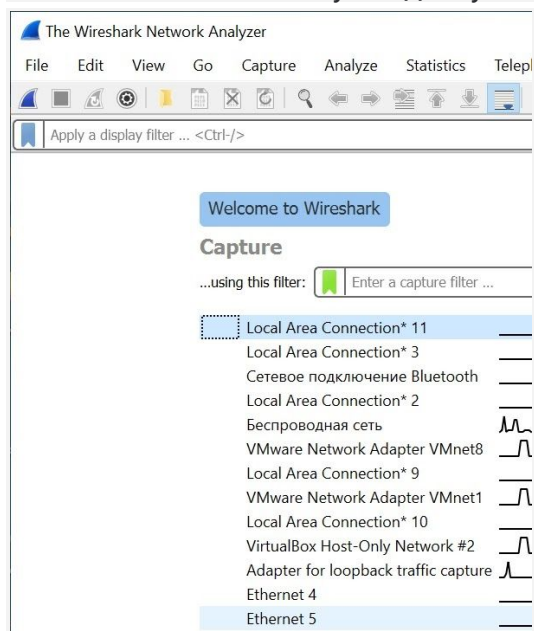 The Wireshark Network Analyzer
File Edit View Go Capture Analyze Statistics
Apply a display filter ... <Ctrl-/>
Welcome to Wireshark
Capture
...using this filter: Enter a capture filter ...
Local Area Connection* 11
Local Area Connection* 3
Сетевое подключение Bluetooth
Local Area Connection* 2
Беспроводная сеть
VMware Network Adapter VMnet8
Local Area Connection* 9
VMware Network Adapter VMnet1
Local Area Connection* 10
VirtualBox Host-Only Network #2
Adapter for loopback traffic capture
Ethernet 4
Ethernet 5